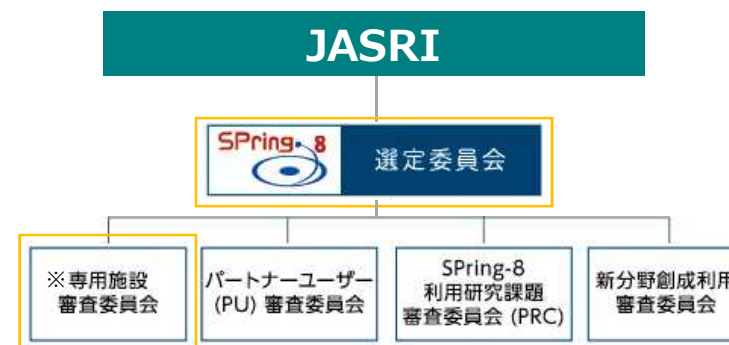 JASRI
SPring-8
選定委員会
※専用施設
審査委員会
パートナーユーザー
(PU) 審査委員会
SPring-8
利用研究課題
審査委員会 (PRC)
新分野創成利用
審査委員会